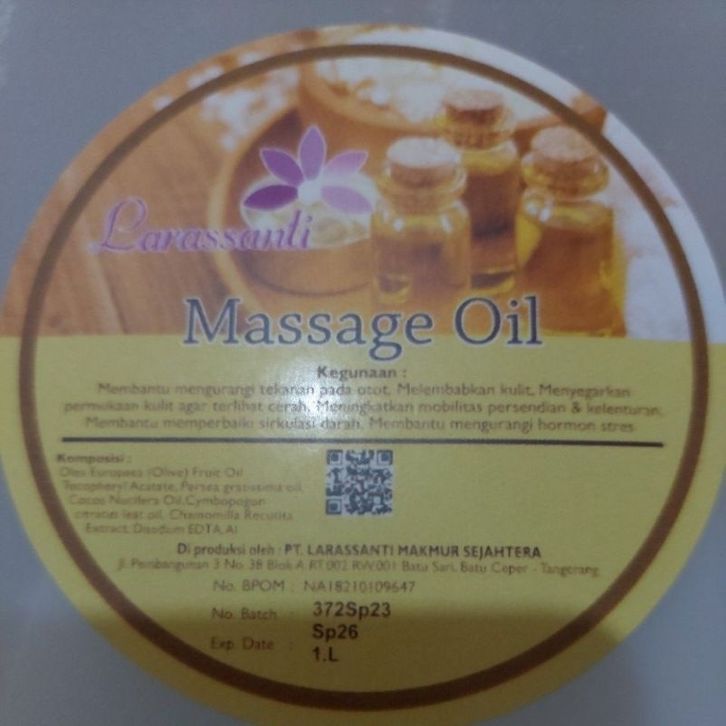 Larassanti
Massage Oil
Kegunaan :
Membantu mengurangi tekanan pada otot, Melembabkan kulit, Menyegarkan
permukaan kulit agar terlihat cerah, Meningkatkan mobilitas persendian & kelenturan,
Membantu memperbaiki sirkulasi darah, Membantu mengurangi hormon stres
Komposisi :
Olea Europaea (Olive) Fruit Oil
Tocopheryl Acetate, Persea gratissima oil,
Cocos Nucifera Oil, Cymbopogon
citratus leaf oil, Chamomilla Recutita
Extract, Disodium EDTA, Al
Di produksi oleh : PT. LARASSANTI MAKMUR SEJAHTERA
Jl. Pembangunan 3 No. 38 Blok A RT.002 RW.001 Batu Sari, Batu Ceper - Tangerang
No. BPOM : NA18210109647
No. Batch : 372Sp23
Sp26
Exp. Date : 1.L